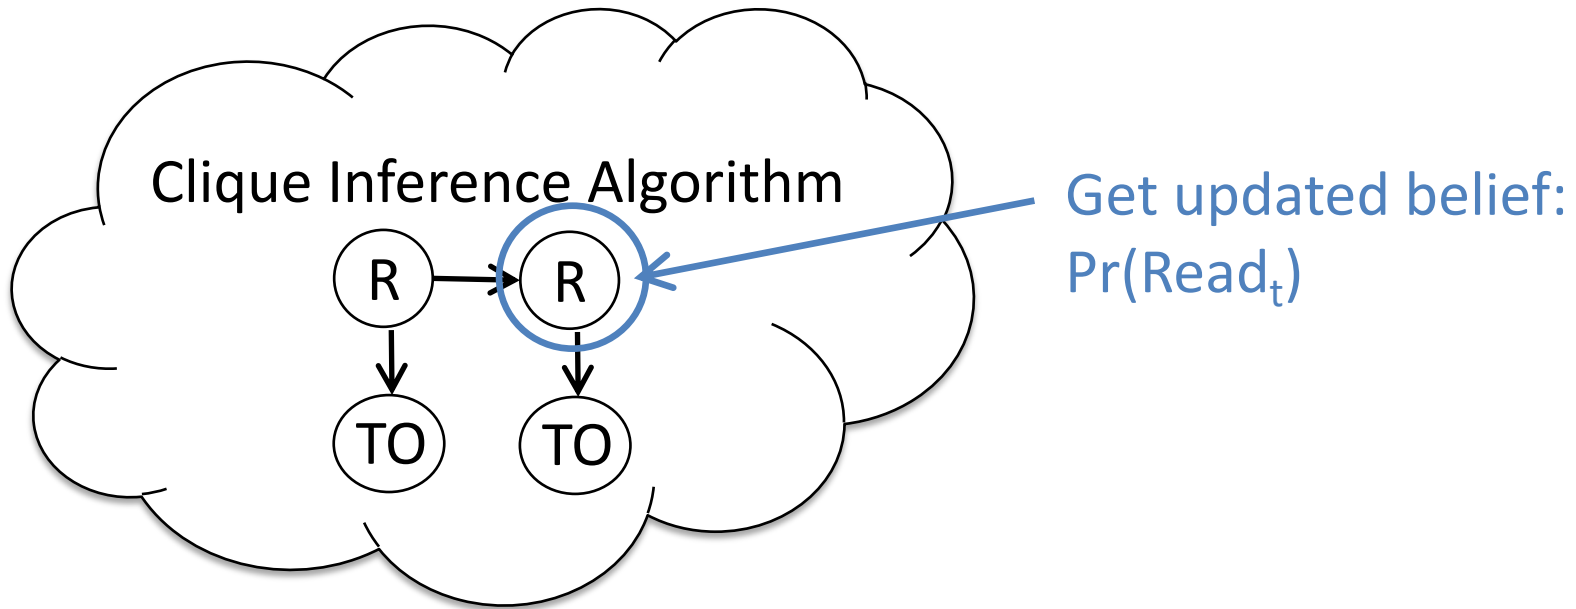 Clique Inference Algorithm
Get updated belief:
Pr(Readₜ)
R
R
TO
TO